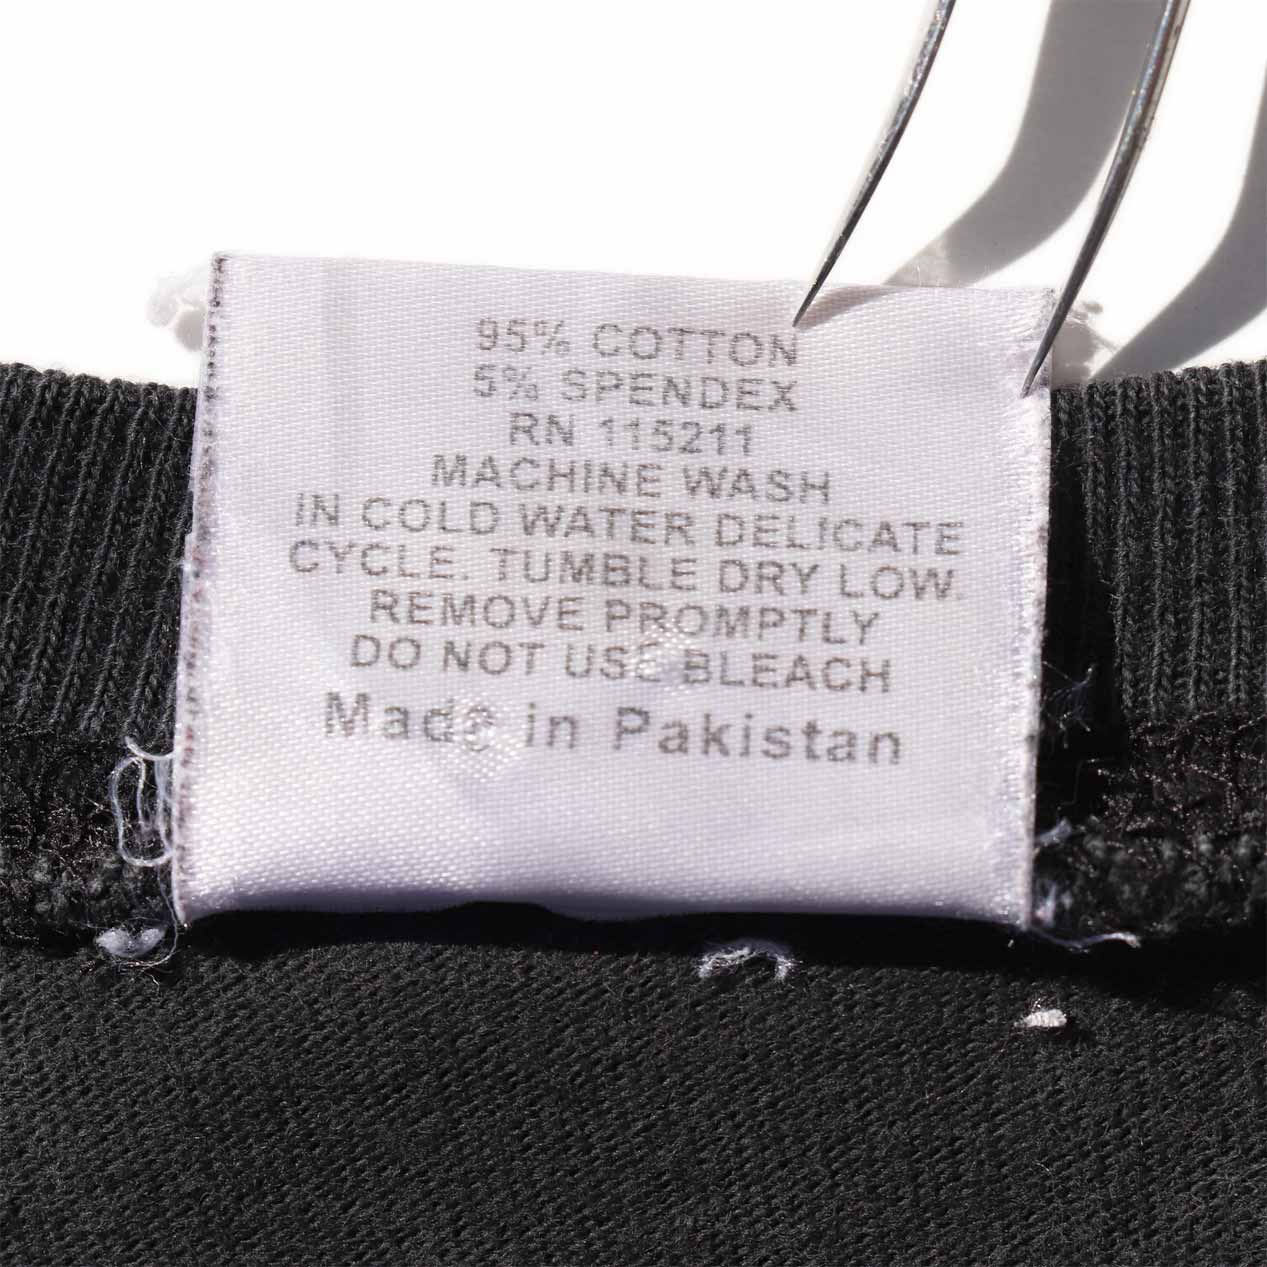 95% COTTON
5% SPENDEX
RN 115211
MACHINE WASH
IN COLD WATER DELICATE
CYCLE. TUMBLE DRY LOW.
REMOVE PROMPTLY
DO NOT USE BLEACH
Made in Pakistan